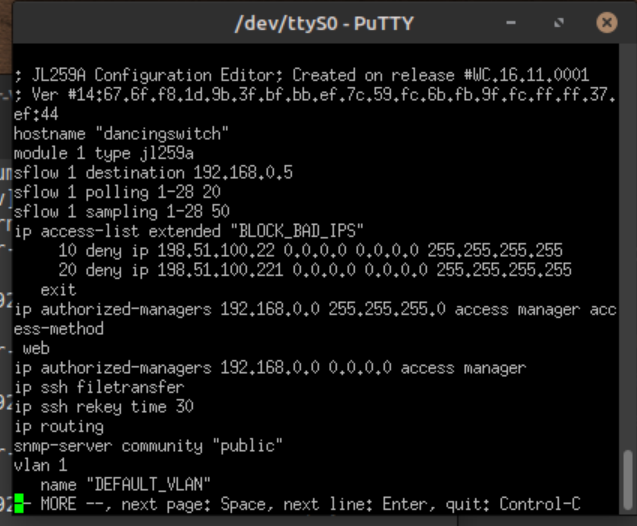 /dev/ttyS0 - PuTTY
; JL259A Configuration Editor; Created on release #WC.16.11.0001
; Ver #14:67.6f.f8.1d.9b.3f.bf.bb.ef.7c.59.fc.6b.fb.9f.fc.ff.ff.37.
ef:44
hostname "dancingswitch"
module 1 type jl259a
sflow 1 destination 192.168.0.5
sflow 1 polling 1-28 20
sflow 1 sampling 1-28 50
ip access-list extended "BLOCK_BAD_IPS"
10 deny ip 198.51.100.22 0.0.0.0 0.0.0.0 255.255.255.255
20 deny ip 198.51.100.221 0.0.0.0 0.0.0.0 255.255.255.255
exit
ip authorized-managers 192.168.0.0 255.255.255.0 access manager acc
ess-method
web
ip authorized-managers 192.168.0.0 0.0.0.0 access manager
ip ssh filetransfer
ip ssh rekey time 30
ip routing
snmp-server community "public"
vlan 1
name "DEFAULT_VLAN"
- MORE --, next page: Space, next line: Enter, quit: Control-C